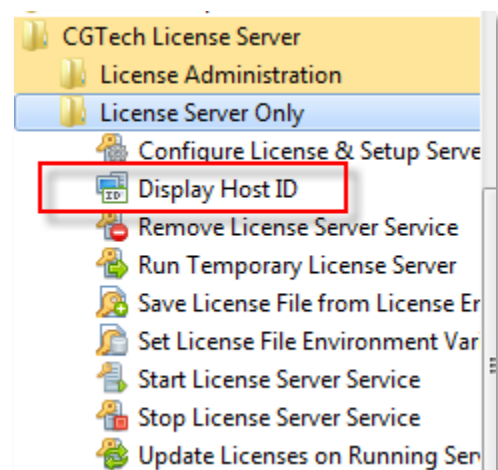 CGTech License Server
License Administration
License Server Only
Configure License & Setup Serve
Display Host ID
Remove License Server Service
Run Temporary License Server
Save License File from License Er
Set License File Environment Var
Start License Server Service
Stop License Server Service
Update Licenses on Running Serv